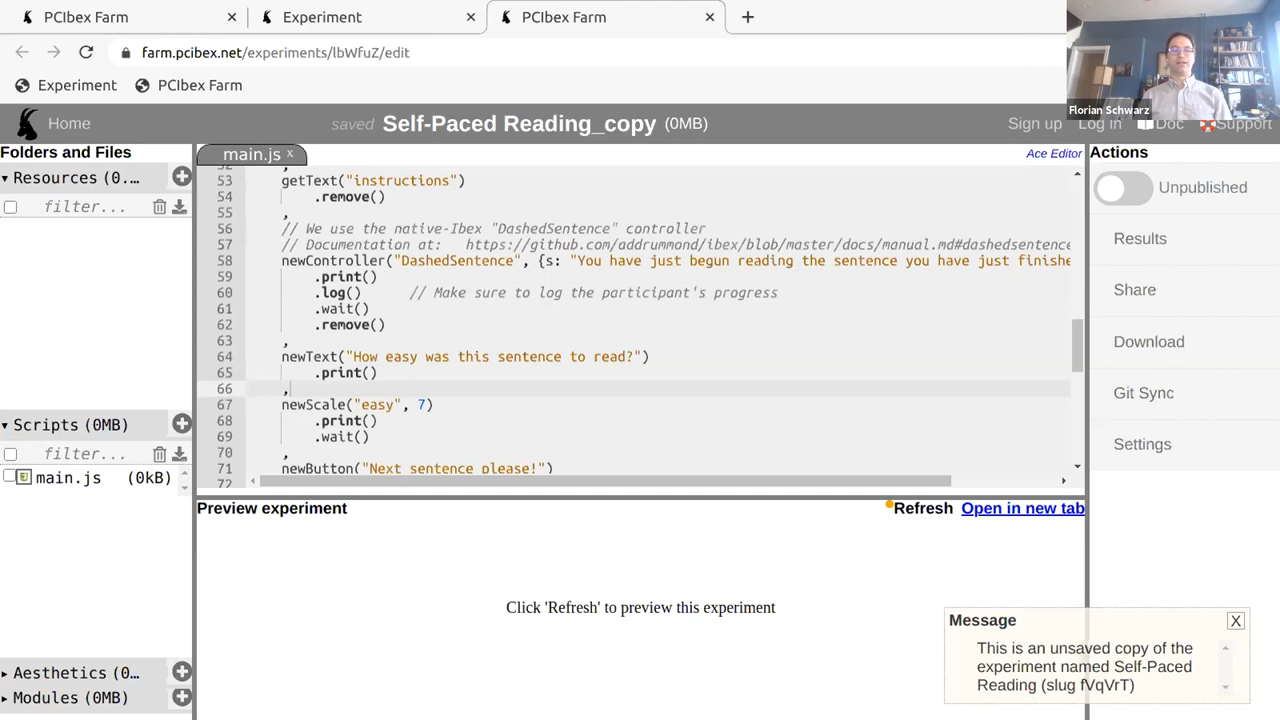 PCIbex Farm x
Experiment x
PCIbex Farm x +
farm.pcibex.net/experiments/lbWfuZ/edit
Experiment PCIbex Farm
Florian Schwarz
Home saved Self-Paced Reading_copy (0MB) Sign up Log in Doc Support
Folders and Files
Resources (0...
filter...
Scripts (0MB)
filter...
main.js (0kB)
Aesthetics (0...
Modules (0MB)
main.js x
Ace Editor
53 getText("instructions")
54 .remove()
55 ,
56 // We use the native-Ibex "DashedSentence" controller
57 // Documentation at: https://github.com/addrummond/ibex/blob/master/docs/manual.md#dashedsentence
58 newController("DashedSentence", {s: "You have just begun reading the sentence you have just finishe
59 .print()
60 .log() // Make sure to log the participant's progress
61 .wait()
62 .remove()
63 ,
64 newText("How easy was this sentence to read?")
65 .print()
66 ,
67 newScale("easy", 7)
68 .print()
69 .wait()
70 ,
71 newButton("Next sentence please!")
72
Preview experiment Refresh Open in new tab
Click 'Refresh' to preview this experiment
Actions
Unpublished
Results
Share
Download
Git Sync
Settings
Message X
This is an unsaved copy of the
experiment named Self-Paced
Reading (slug fVqVrT)